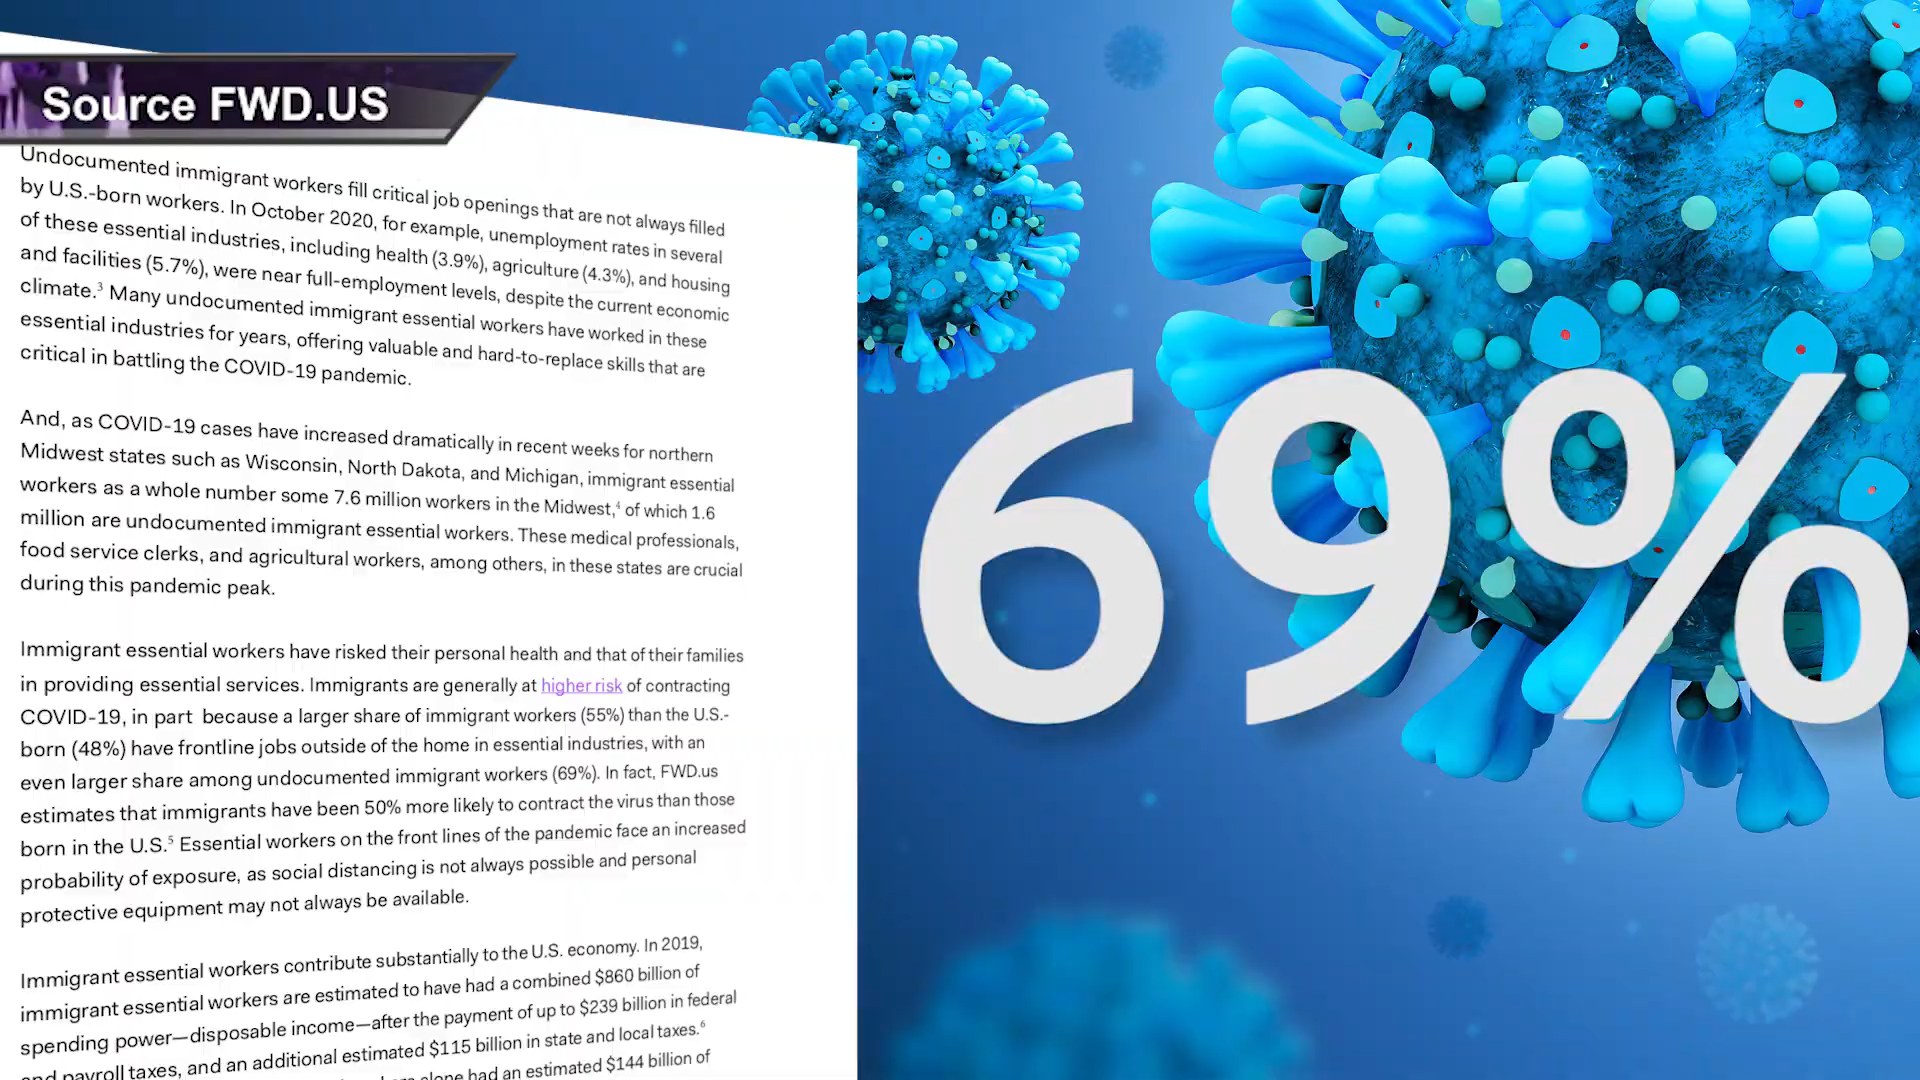 Source FWD.US
Undocumented immigrant workers fill critical job openings that are not always filled
by U.S.-born workers. In October 2020, for example, unemployment rates in several
of these essential industries, including health (3.9%), agriculture (4.3%), and housing
and facilities (5.7%), were near full-employment levels, despite the current economic
climate.³ Many undocumented immigrant essential workers have worked in these
essential industries for years, offering valuable and hard-to-replace skills that are
critical in battling the COVID-19 pandemic.
And, as COVID-19 cases have increased dramatically in recent weeks for northern
Midwest states such as Wisconsin, North Dakota, and Michigan, immigrant essential
workers as a whole number some 7.6 million workers in the Midwest,⁴ of which 1.6
million are undocumented immigrant essential workers. These medical professionals,
food service clerks, and agricultural workers, among others, in these states are crucial
during this pandemic peak.
Immigrant essential workers have risked their personal health and that of their families
in providing essential services. Immigrants are generally at higher risk of contracting
COVID-19, in part because a larger share of immigrant workers (55%) than the U.S.-
born (48%) have frontline jobs outside of the home in essential industries, with an
even larger share among undocumented immigrant workers (69%). In fact, FWD.us
estimates that immigrants have been 50% more likely to contract the virus than those
born in the U.S.⁵ Essential workers on the front lines of the pandemic face an increased
probability of exposure, as social distancing is not always possible and personal
protective equipment may not always be available.
Immigrant essential workers contribute substantially to the U.S. economy. In 2019,
immigrant essential workers are estimated to have had a combined $860 billion of
spending power—disposable income—after the payment of up to $239 billion in federal
and payroll taxes, and an additional estimated $115 billion in state and local taxes.⁶
alone had an estimated $144 billion of
69%